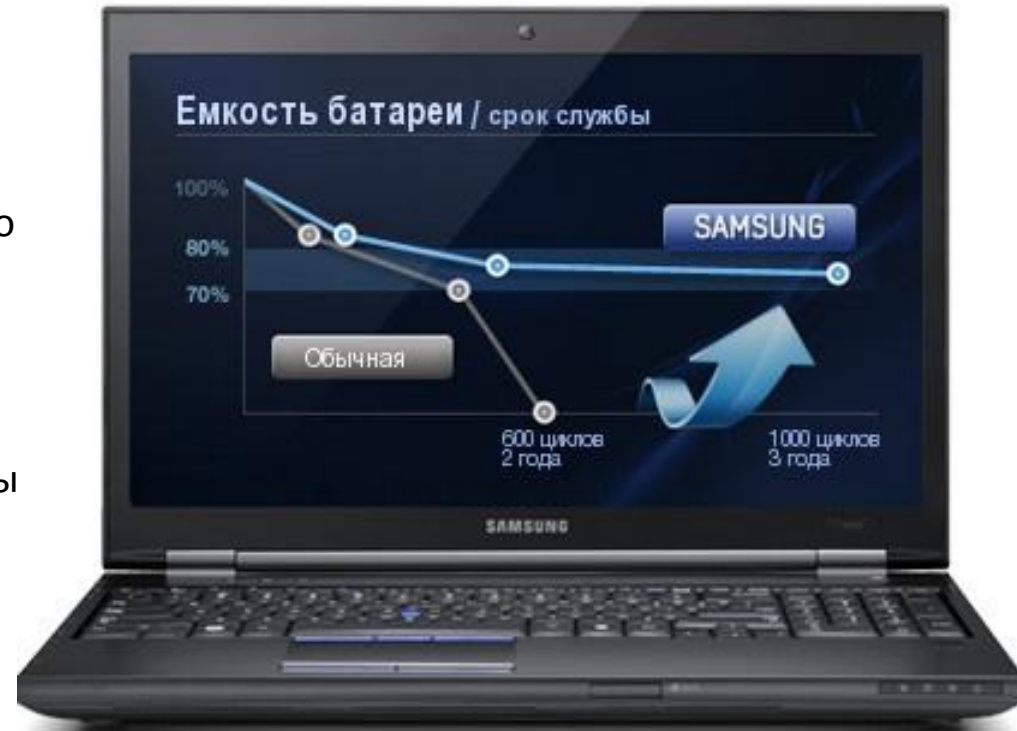 о
ы
Емкость батареи / срок службы
100%
80%
70%
SAMSUNG
Обычная
600 циклов
2 года
1000 циклов
3 года
SAMSUNG